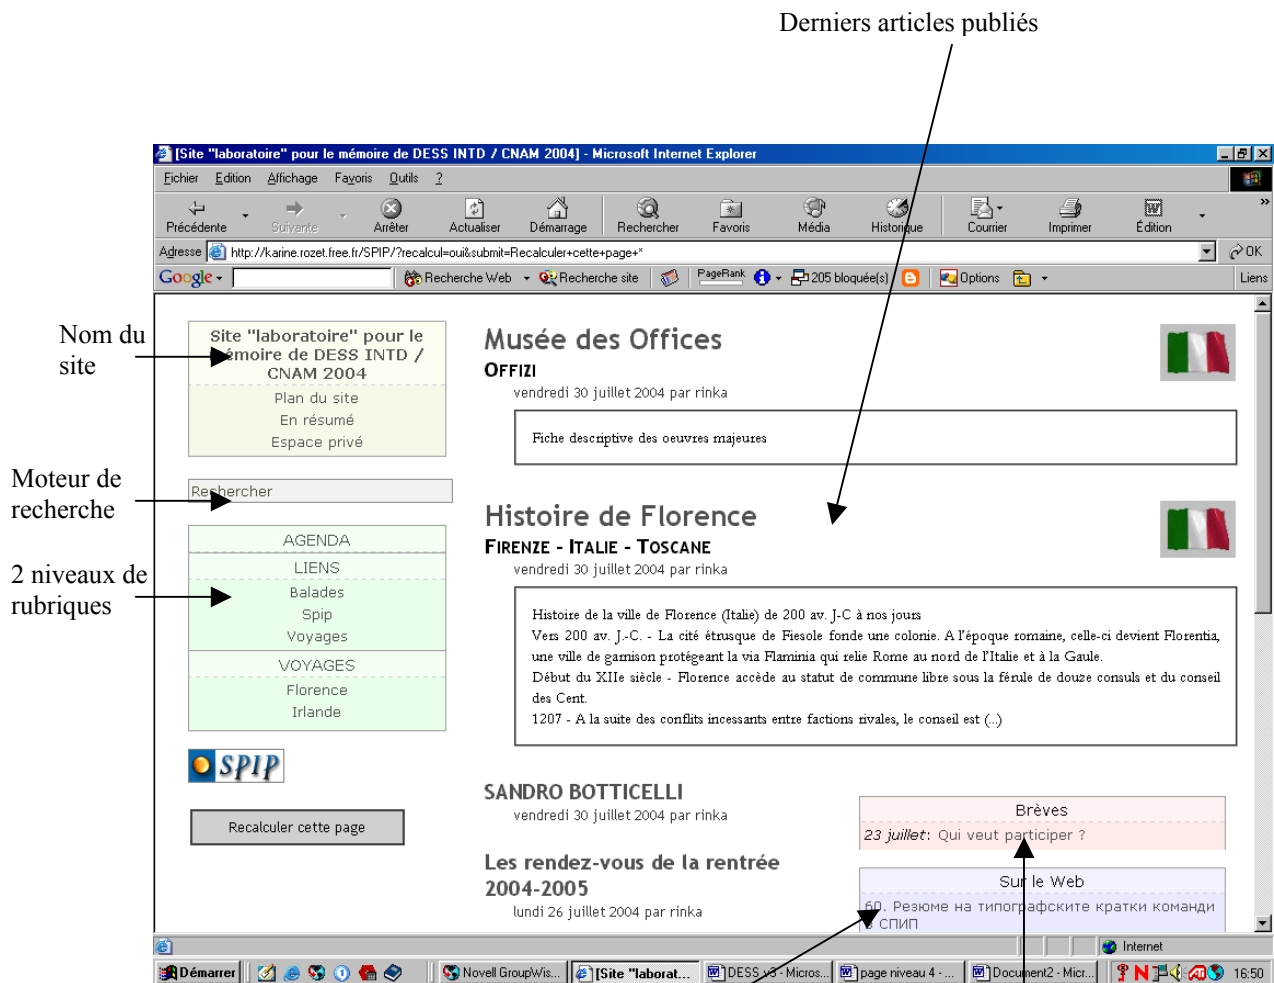 Derniers articles publiés
[Site "laboratoire" pour le mémoire de DESS INTD / CNAM 2004] - Microsoft Internet Explorer
Fichier Edition Affichage Favoris Outils ?
Précédente Suivante Arrêter Actualiser Démarrage Rechercher Favoris Média Historique Courrier Imprimer Édition »
Adresse http://karine.rozet.free.fr/SPIP/?recalcul=oui&submit=Recalculer+cette+page+* OK
Google Recherche Web Recherche site PageRank 205 bloquée(s) Options Liens
Nom du
site
Site "laboratoire" pour le
mémoire de DESS INTD /
CNAM 2004
Plan du site
En résumé
Espace privé
Moteur de
recherche
Rechercher
2 niveaux de
rubriques
AGENDA
LIENS
Balades
Spip
Voyages
VOYAGES
Florence
Irlande
SPIP
Recalculer cette page
Musée des Offices
OFFIZI
vendredi 30 juillet 2004 par rinka
Fiche descriptive des oeuvres majeures
Histoire de Florence
FIRENZE - ITALIE - TOSCANE
vendredi 30 juillet 2004 par rinka
Histoire de la ville de Florence (Italie) de 200 av. J-C à nos jours
Vers 200 av. J.-C. - La cité étrusque de Fiesole fonde une colonie. A l'époque romaine, celle-ci devient Florentia,
une ville de garnison protégeant la via Flaminia qui relie Rome au nord de l'Italie et à la Gaule.
Début du XIIe siècle - Florence accède au statut de commune libre sous la férule de douze consuls et du conseil
des Cent.
1207 - A la suite des conflits incessants entre factions rivales, le conseil est (...)
SANDRO BOTTICELLI
vendredi 30 juillet 2004 par rinka
Les rendez-vous de la rentrée
2004-2005
lundi 26 juillet 2004 par rinka
Brèves
23 juillet: Qui veut participer ?
Sur le Web
60. Резюме на типографските кратки команди
в СПИП
Internet
Démarrer Novell GroupWis... [Site "laborat... DESS v3 - Micros... page niveau 4 - ... Document2 - Micr... 16:50